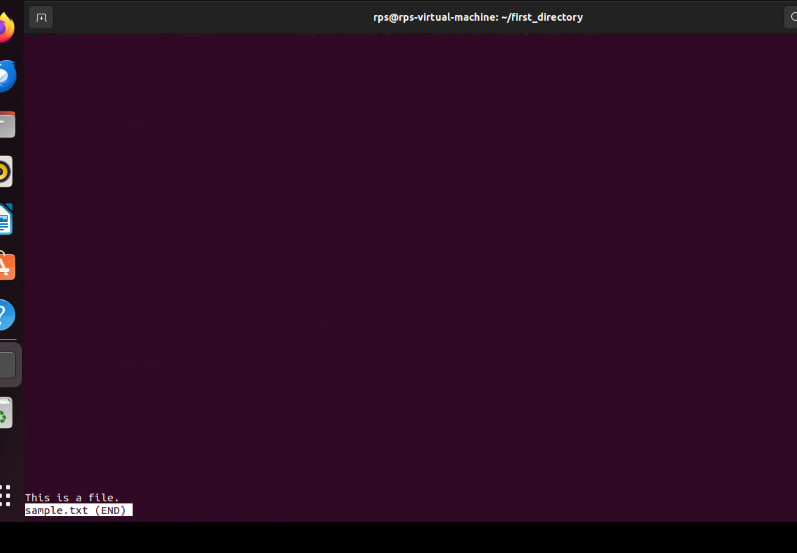 rps@rps-virtual-machine: ~/first_directory
This is a file.
sample.txt (END)